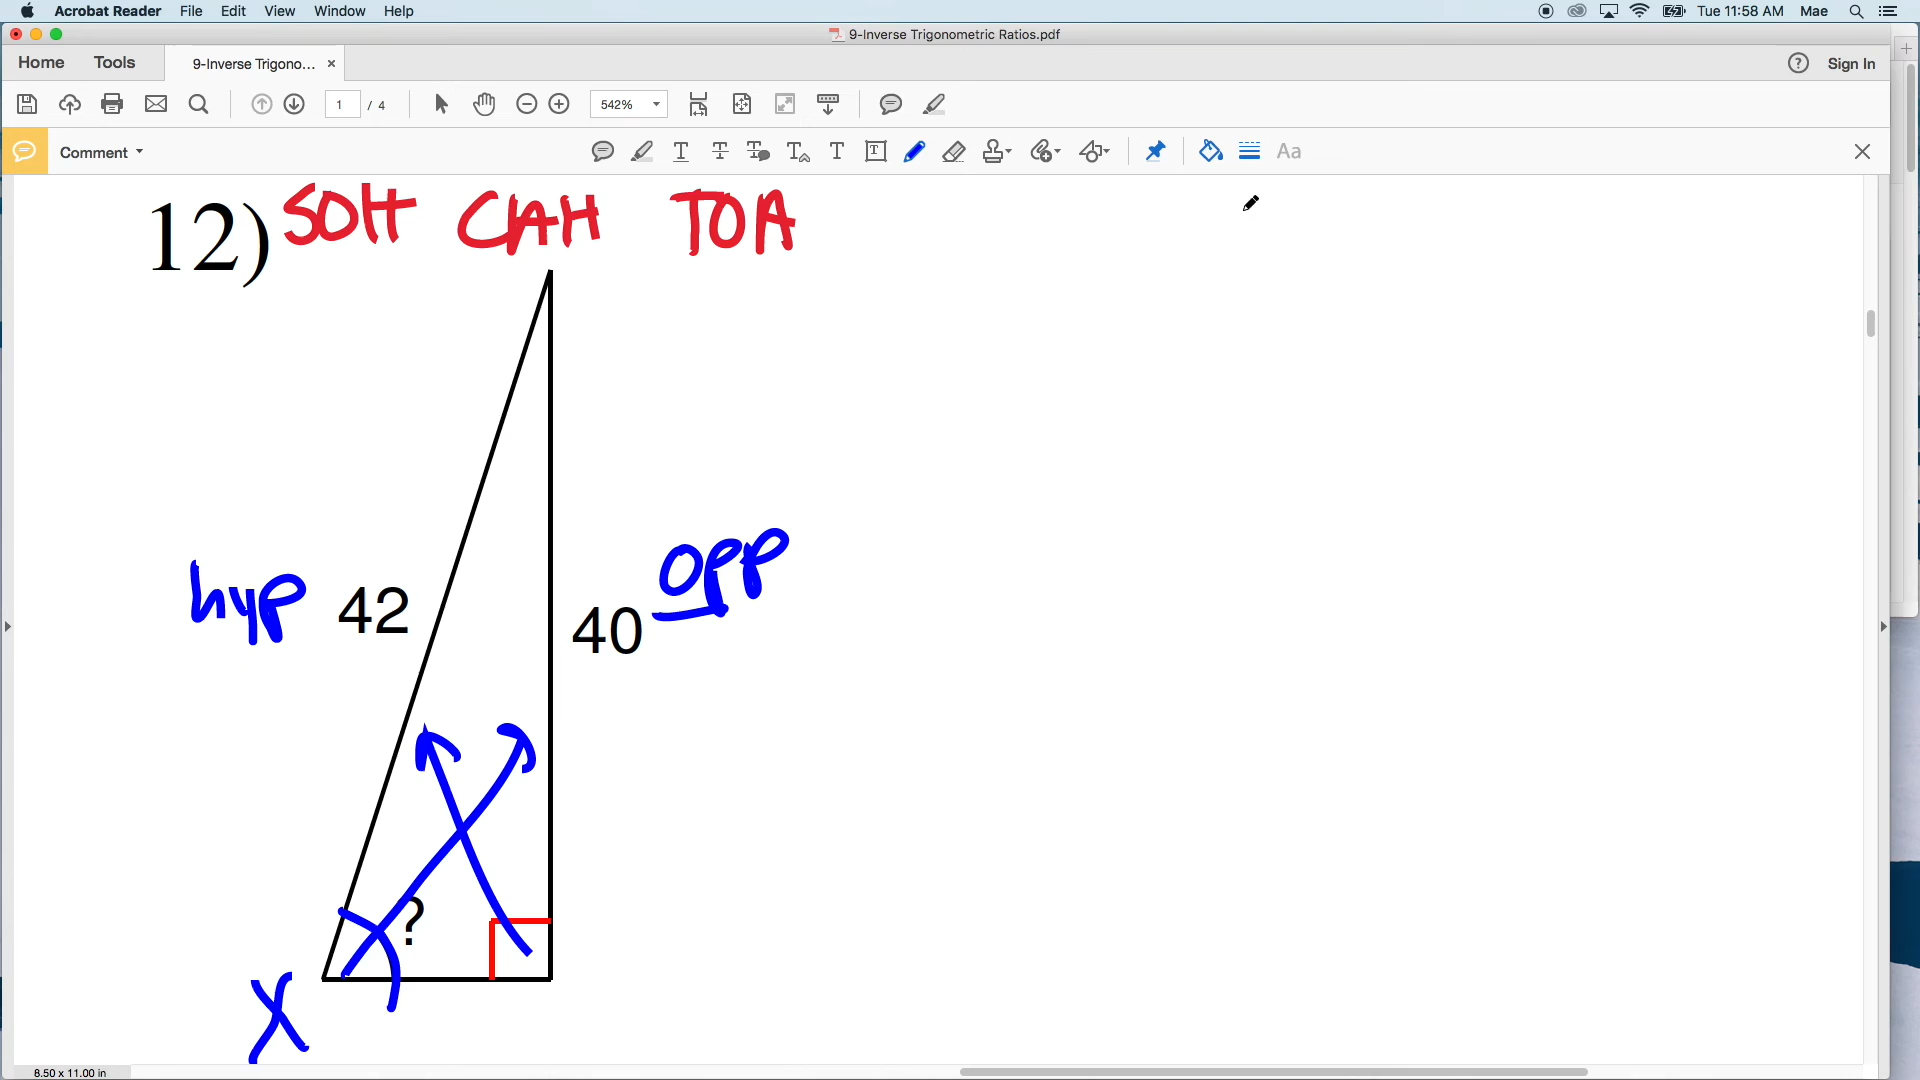 Acrobat Reader File Edit View Window Help Tue 11:58 AM Mae
9-Inverse Trigonometric Ratios.pdf
Home Tools 9-Inverse Trigono... × ? Sign In
1 / 4 542%
Comment T T T T T T Aa
12) SOH CAH TOA
opp
hyp 42 40
?
x
8.50 x 11.00 in